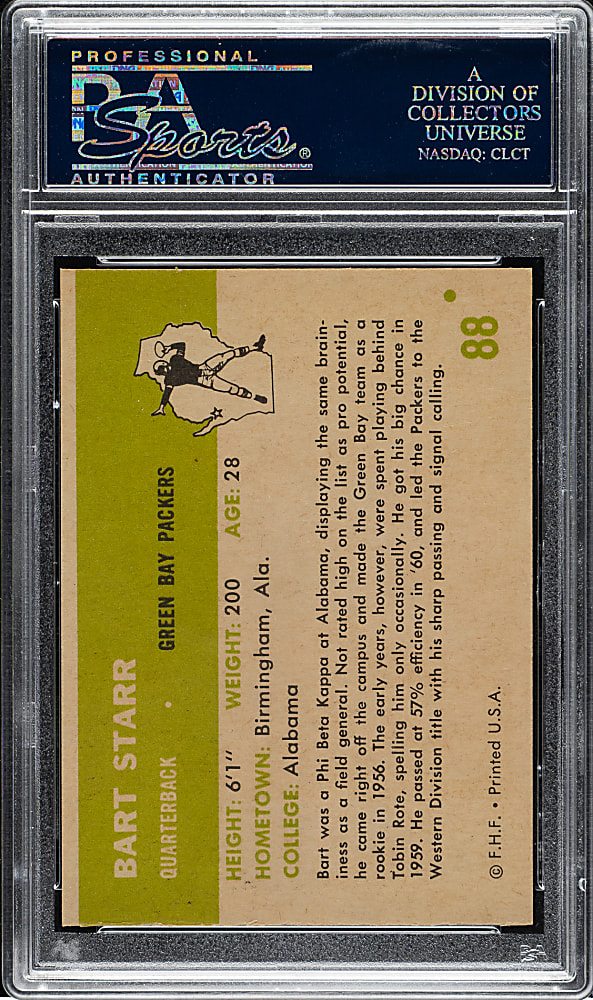 PROFESSIONAL
PSA
Sports®
AUTHENTICATOR
A
DIVISION OF
COLLECTORS
UNIVERSE
NASDAQ: CLCT
BART STARR
QUARTERBACK • GREEN BAY PACKERS
HEIGHT: 6'1" WEIGHT: 200 AGE: 28
HOMETOWN: Birmingham, Ala.
COLLEGE: Alabama
Bart was a Phi Beta Kappa at Alabama, displaying the same brain-
iness as a field general. Not rated high on the list as pro potential,
he came right off the campus and made the Green Bay team as a
rookie in 1956. The early years, however, were spent playing behind
Tobin Rote, spelling him only occasionally. He got his big chance in
1959. He passed at 57% efficiency in '60, and led the Packers to the
Western Division title with his sharp passing and signal calling.
88
© F.H.F. • Printed U.S.A.
PSA